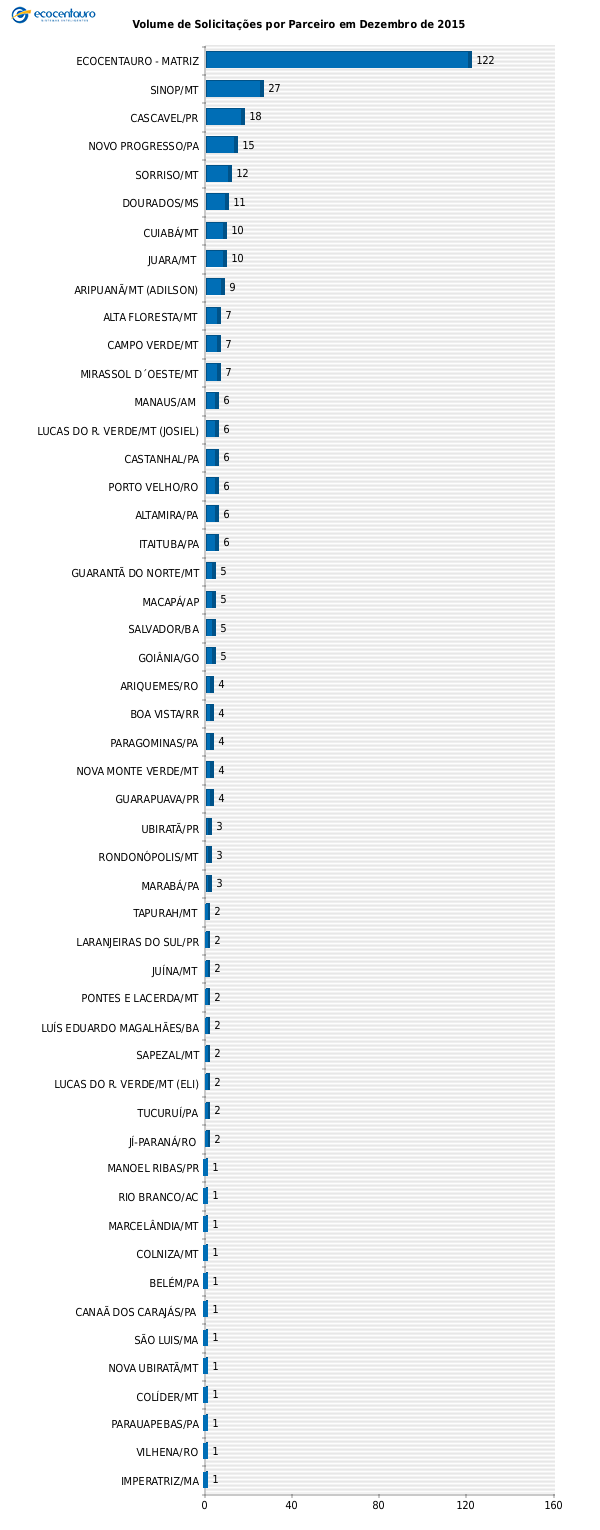 ecocentauro
Volume de Solicitações por Parceiro em Dezembro de 2015
ECOCENTAURO - MATRIZ 122
SINOP/MT 27
CASCAVEL/PR 18
NOVO PROGRESSO/PA 15
SORRISO/MT 12
DOURADOS/MS 11
CUIABÁ/MT 10
JUARA/MT 10
ARIPUANÃ/MT (ADILSON) 9
ALTA FLORESTA/MT 7
CAMPO VERDE/MT 7
MIRASSOL D´OESTE/MT 7
MANAUS/AM 6
LUCAS DO R. VERDE/MT (JOSIEL) 6
CASTANHAL/PA 6
PORTO VELHO/RO 6
ALTAMIRA/PA 6
ITAITUBA/PA 6
GUARANTÃ DO NORTE/MT 5
MACAPÁ/AP 5
SALVADOR/BA 5
GOIÂNIA/GO 5
ARIQUEMES/RO 4
BOA VISTA/RR 4
PARAGOMINAS/PA 4
NOVA MONTE VERDE/MT 4
GUARAPUAVA/PR 4
UBIRATÃ/PR 3
RONDONÓPOLIS/MT 3
MARABÁ/PA 3
TAPURAH/MT 2
LARANJEIRAS DO SUL/PR 2
JUÍNA/MT 2
PONTES E LACERDA/MT 2
LUÍS EDUARDO MAGALHÃES/BA 2
SAPEZAL/MT 2
LUCAS DO R. VERDE/MT (ELI) 2
TUCURUÍ/PA 2
JÍ-PARANÁ/RO 2
MANOEL RIBAS/PR 1
RIO BRANCO/AC 1
MARCELÂNDIA/MT 1
COLNIZA/MT 1
BELÉM/PA 1
CANAÃ DOS CARAJÁS/PA 1
SÃO LUIS/MA 1
NOVA UBIRATÃ/MT 1
COLÍDER/MT 1
PARAUAPEBAS/PA 1
VILHENA/RO 1
IMPERATRIZ/MA 1
0 40 80 120 160